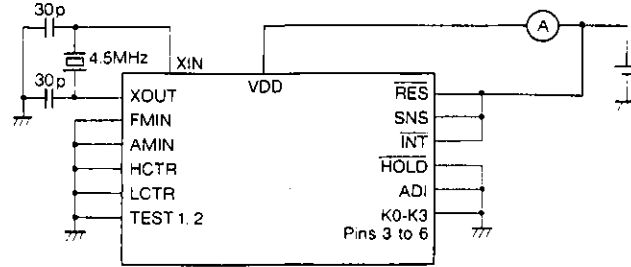 30p
4.5MHz
30p
XIN
VDD
A
XOUT
FMIN
AMIN
HCTR
LCTR
TEST 1, 2
RES
SNS
INT
HOLD
ADI
K0-K3
Pins 3 to 6